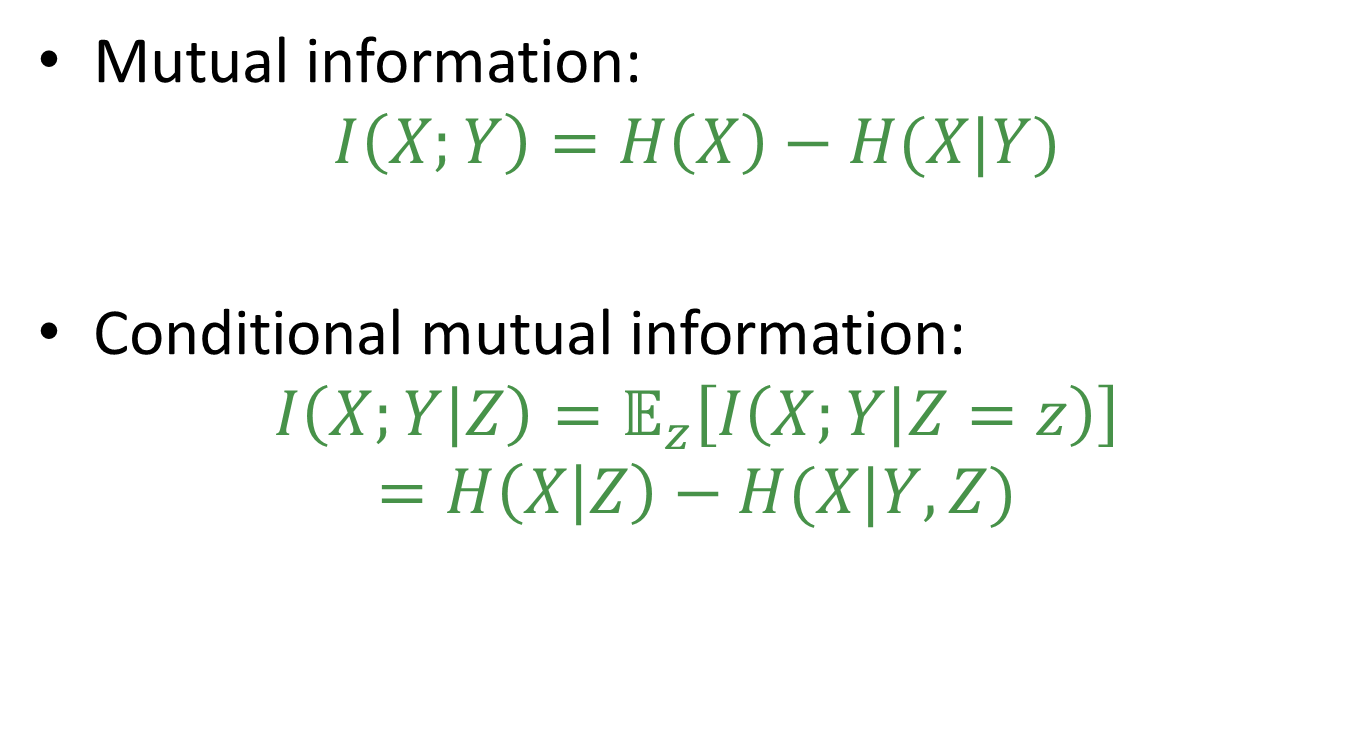 • Mutual information:
I(X; Y) = H(X) − H(X|Y)
• Conditional mutual information:
I(X; Y|Z) = 𝔼_z[I(X; Y|Z = z)]
= H(X|Z) − H(X|Y, Z)